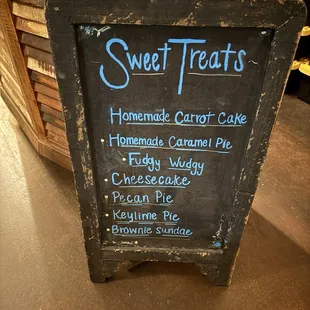 Sweet Treats
Homemade Carrot Cake
Homemade Caramel Pie
• Fudgy Wudgy
Cheesecake
Pecan Pie
Keylime Pie
Brownie Sundae